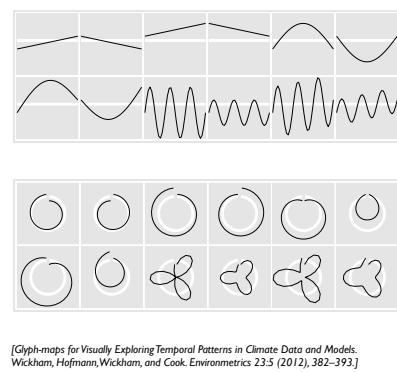 [Glyph-maps for Visually Exploring Temporal Patterns in Climate Data and Models.
Wickham, Hofmann, Wickham, and Cook. Environmetrics 23:5 (2012), 382–393.]